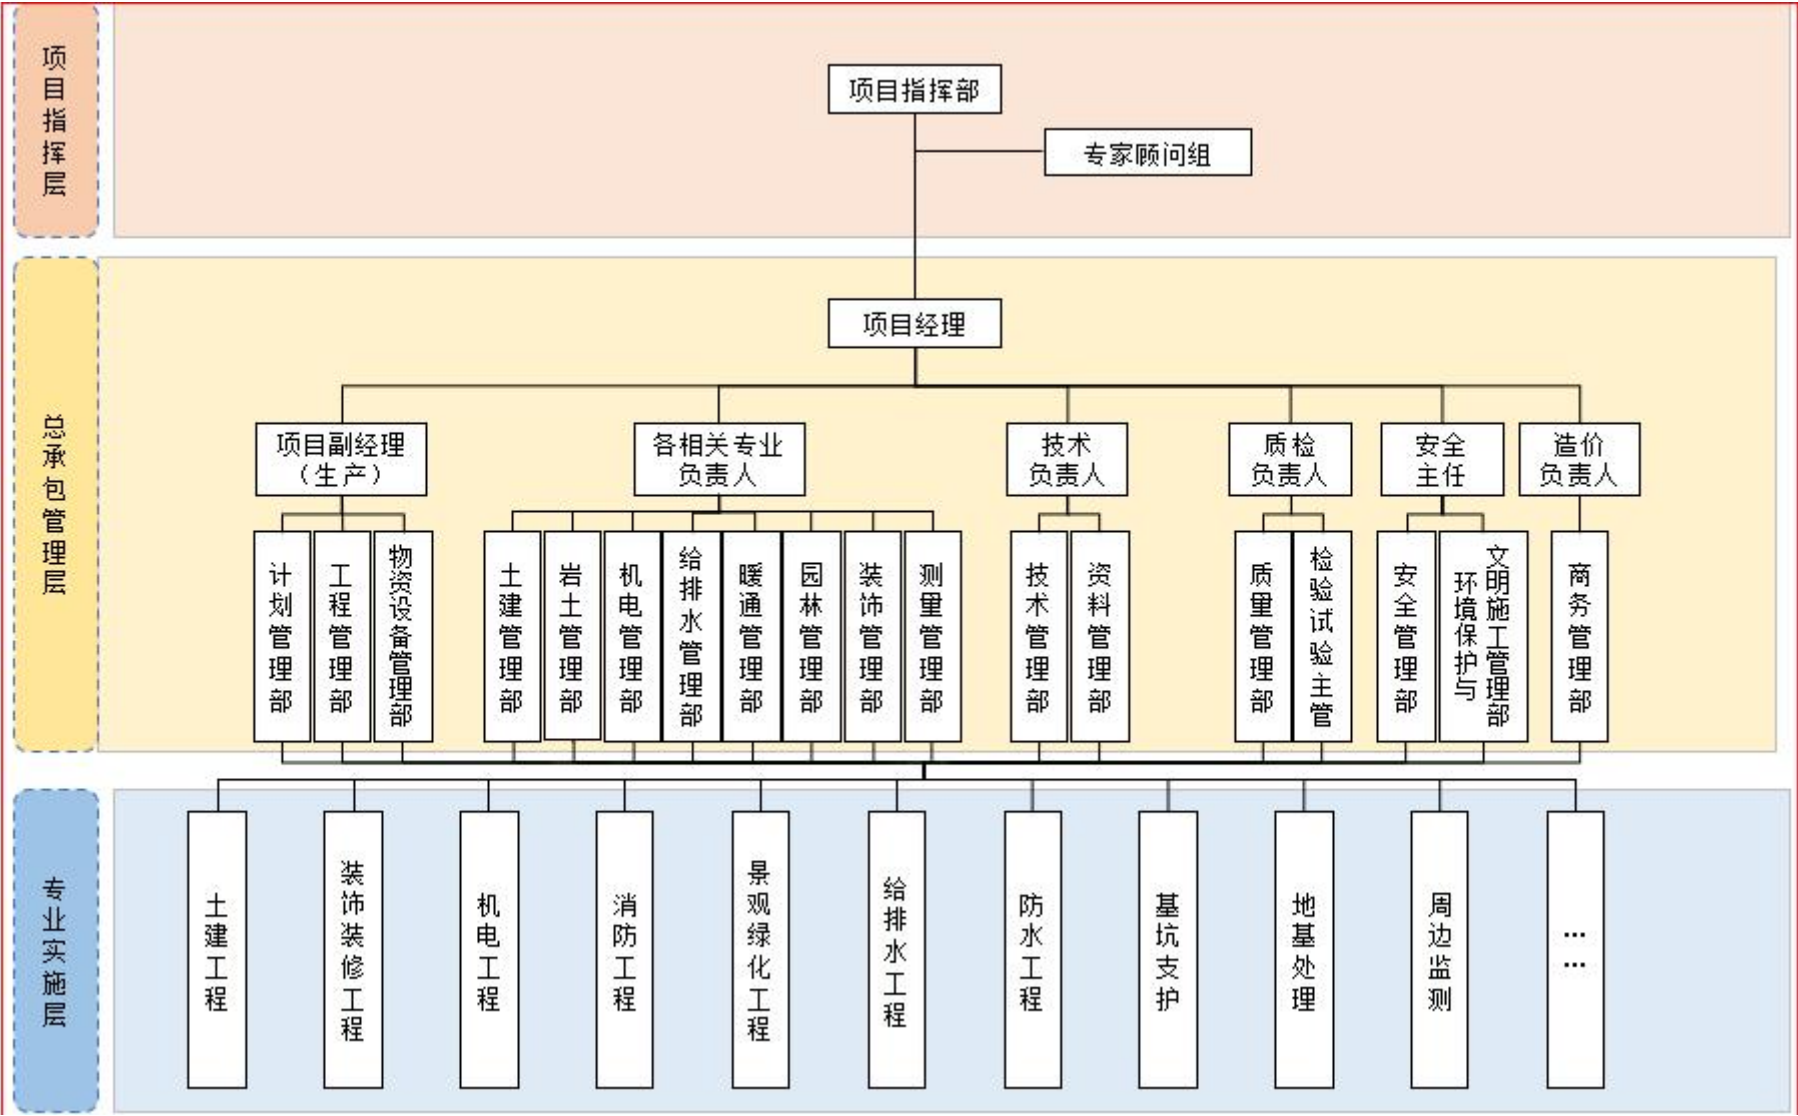 项目指挥层
项目指挥部
专家顾问组
总承包管理层
项目经理
项目副经理
（生产）
各相关专业
负责人
技术
负责人
质检
负责人
安全
主任
造价
负责人
计划管理部
工程管理部
物资设备管理部
土建管理部
岩土管理部
机电管理部
给排水管理部
暖通管理部
园林管理部
装饰管理部
测量管理部
技术管理部
资料管理部
质量管理部
检验试验主管
安全管理部
环境保护与
文明施工管理部
商务管理部
专业实施层
土建工程
装饰装修工程
机电工程
消防工程
景观绿化工程
给排水工程
防水工程
基坑支护
地基处理
周边监测
……